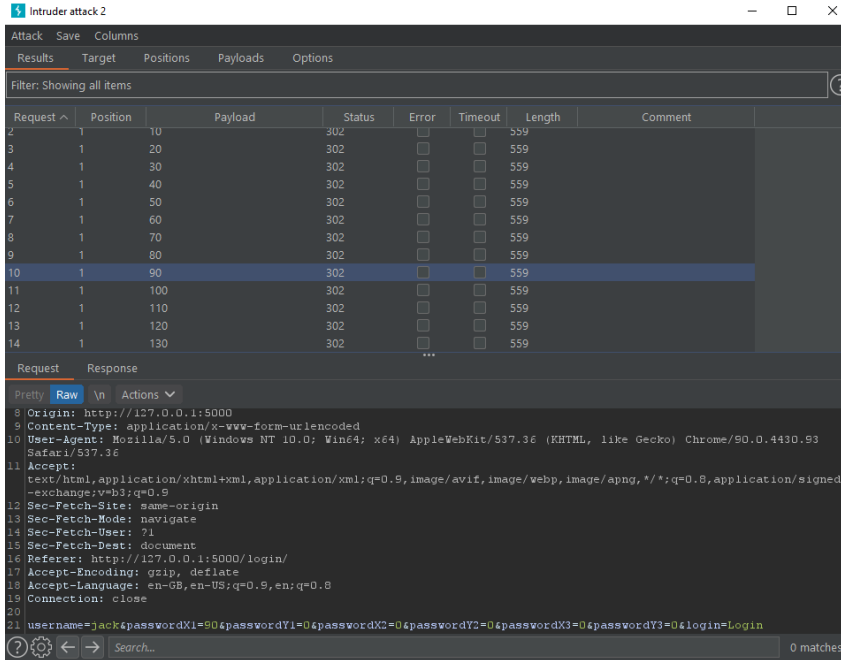 Intruder attack 2
Attack Save Columns
Results Target Positions Payloads Options
Filter: Showing all items
Request Position Payload Status Error Timeout Length Comment
2 1 10 302 559
3 1 20 302 559
4 1 30 302 559
5 1 40 302 559
6 1 50 302 559
7 1 60 302 559
8 1 70 302 559
9 1 80 302 559
10 1 90 302 559
11 1 100 302 559
12 1 110 302 559
13 1 120 302 559
14 1 130 302 559
Request Response
Pretty Raw \n Actions
8 Origin: http://127.0.0.1:5000
9 Content-Type: application/x-www-form-urlencoded
10 User-Agent: Mozilla/5.0 (Windows NT 10.0; Win64; x64) AppleWebKit/537.36 (KHTML, like Gecko) Chrome/90.0.4430.93
Safari/537.36
11 Accept:
text/html,application/xhtml+xml,application/xml;q=0.9,image/avif,image/webp,image/apng,*/*;q=0.8,application/signed
-exchange;v=b3;q=0.9
12 Sec-Fetch-Site: same-origin
13 Sec-Fetch-Mode: navigate
14 Sec-Fetch-User: ?1
15 Sec-Fetch-Dest: document
16 Referer: http://127.0.0.1:5000/login/
17 Accept-Encoding: gzip, deflate
18 Accept-Language: en-GB,en-US;q=0.9,en;q=0.8
19 Connection: close
20
21 username=jack&passwordX1=90&passwordY1=0&passwordX2=0&passwordY2=0&passwordX3=0&passwordY3=0&login=Login
? Search... 0 matches